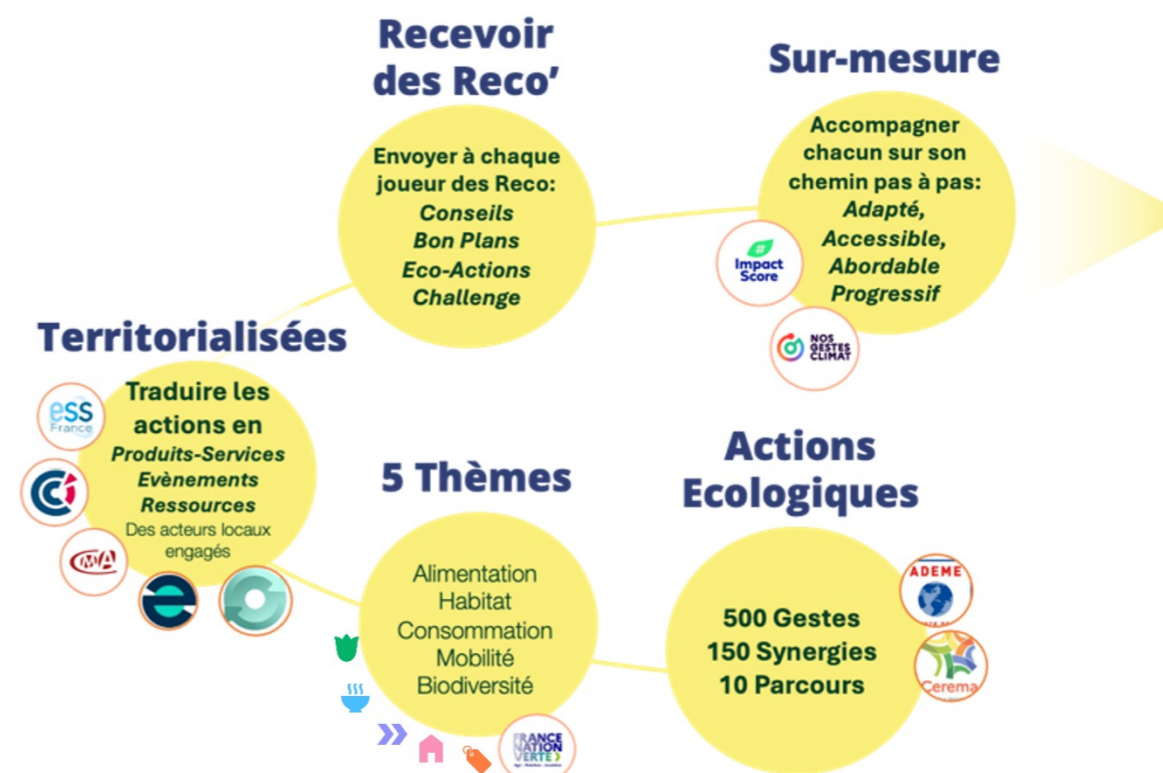 Recevoir
des Reco’
Envoyer à chaque
joueur des Reco:
Conseils
Bon Plans
Eco-Actions
Challenge
Sur-mesure
Accompagner
chacun sur son
chemin pas à pas:
Adapté,
Accessible,
Abordable
Progressif
#
Impact
Score
NOS
GESTES
CLIMAT
Territorialisées
Traduire les
actions en
Produits-Services
Evènements
Ressources
Des acteurs locaux
engagés
ess
France
CCI
CMA
5 Thèmes
Alimentation
Habitat
Consommation
Mobilité
Biodiversité
FRANCE
NATION
VERTE
Actions
Ecologiques
500 Gestes
150 Synergies
10 Parcours
ADEME
Cerema